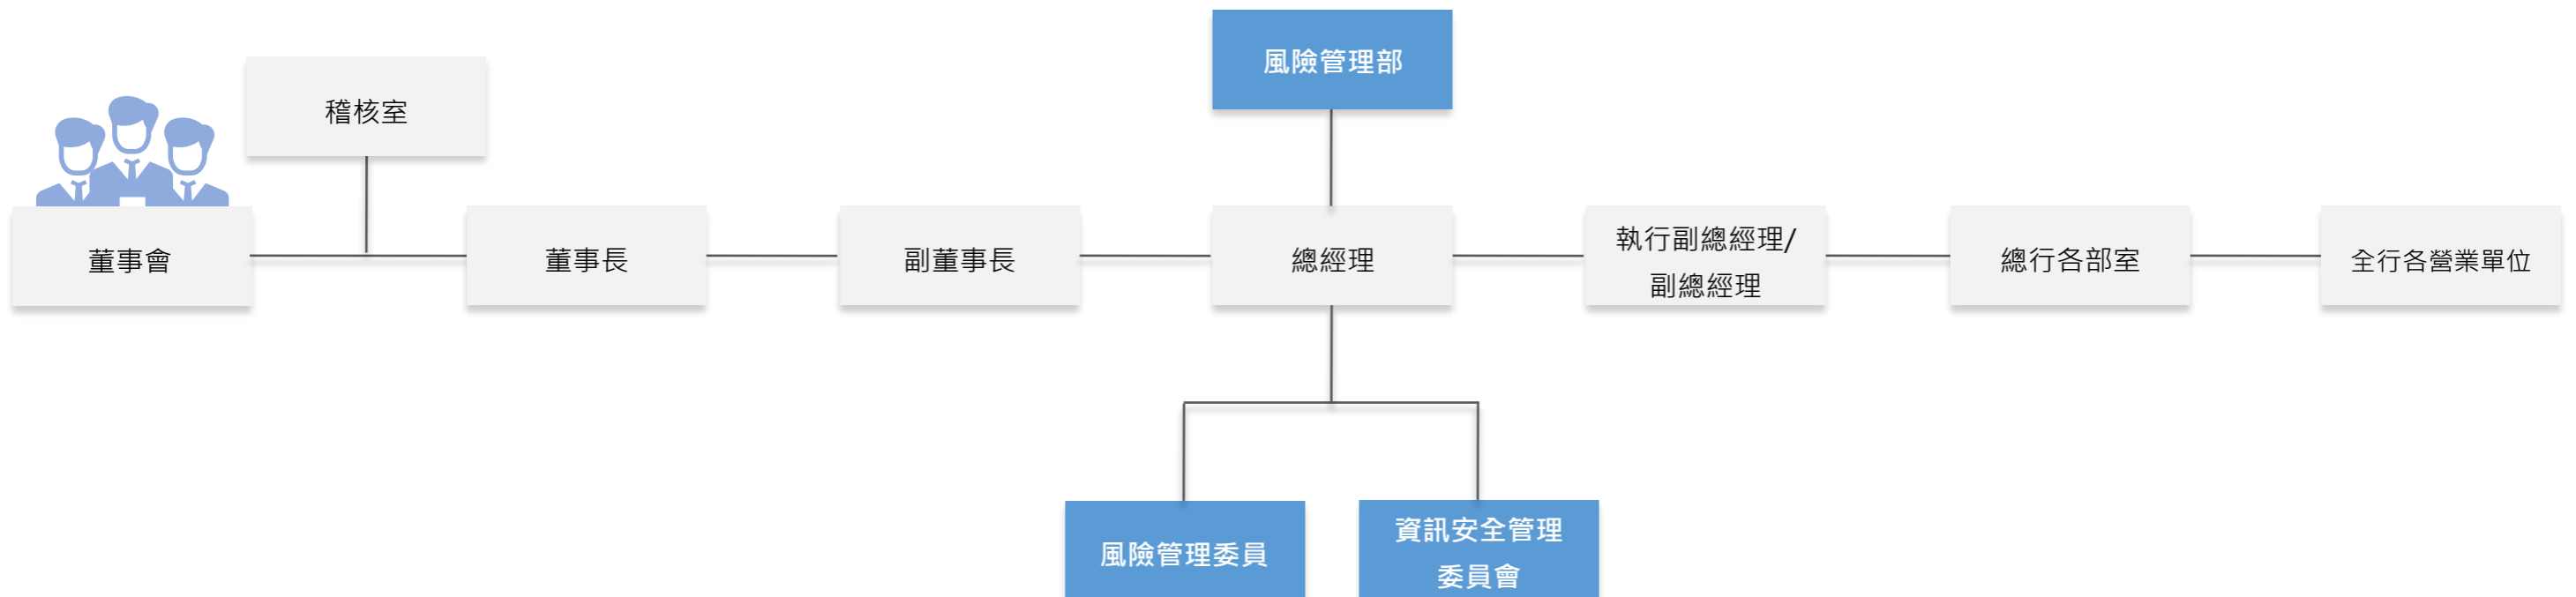 風險管理部
稽核室
董事會
董事長
副董事長
總經理
執行副總經理/
副總經理
總行各部室
全行各營業單位
風險管理委員
資訊安全管理
委員會